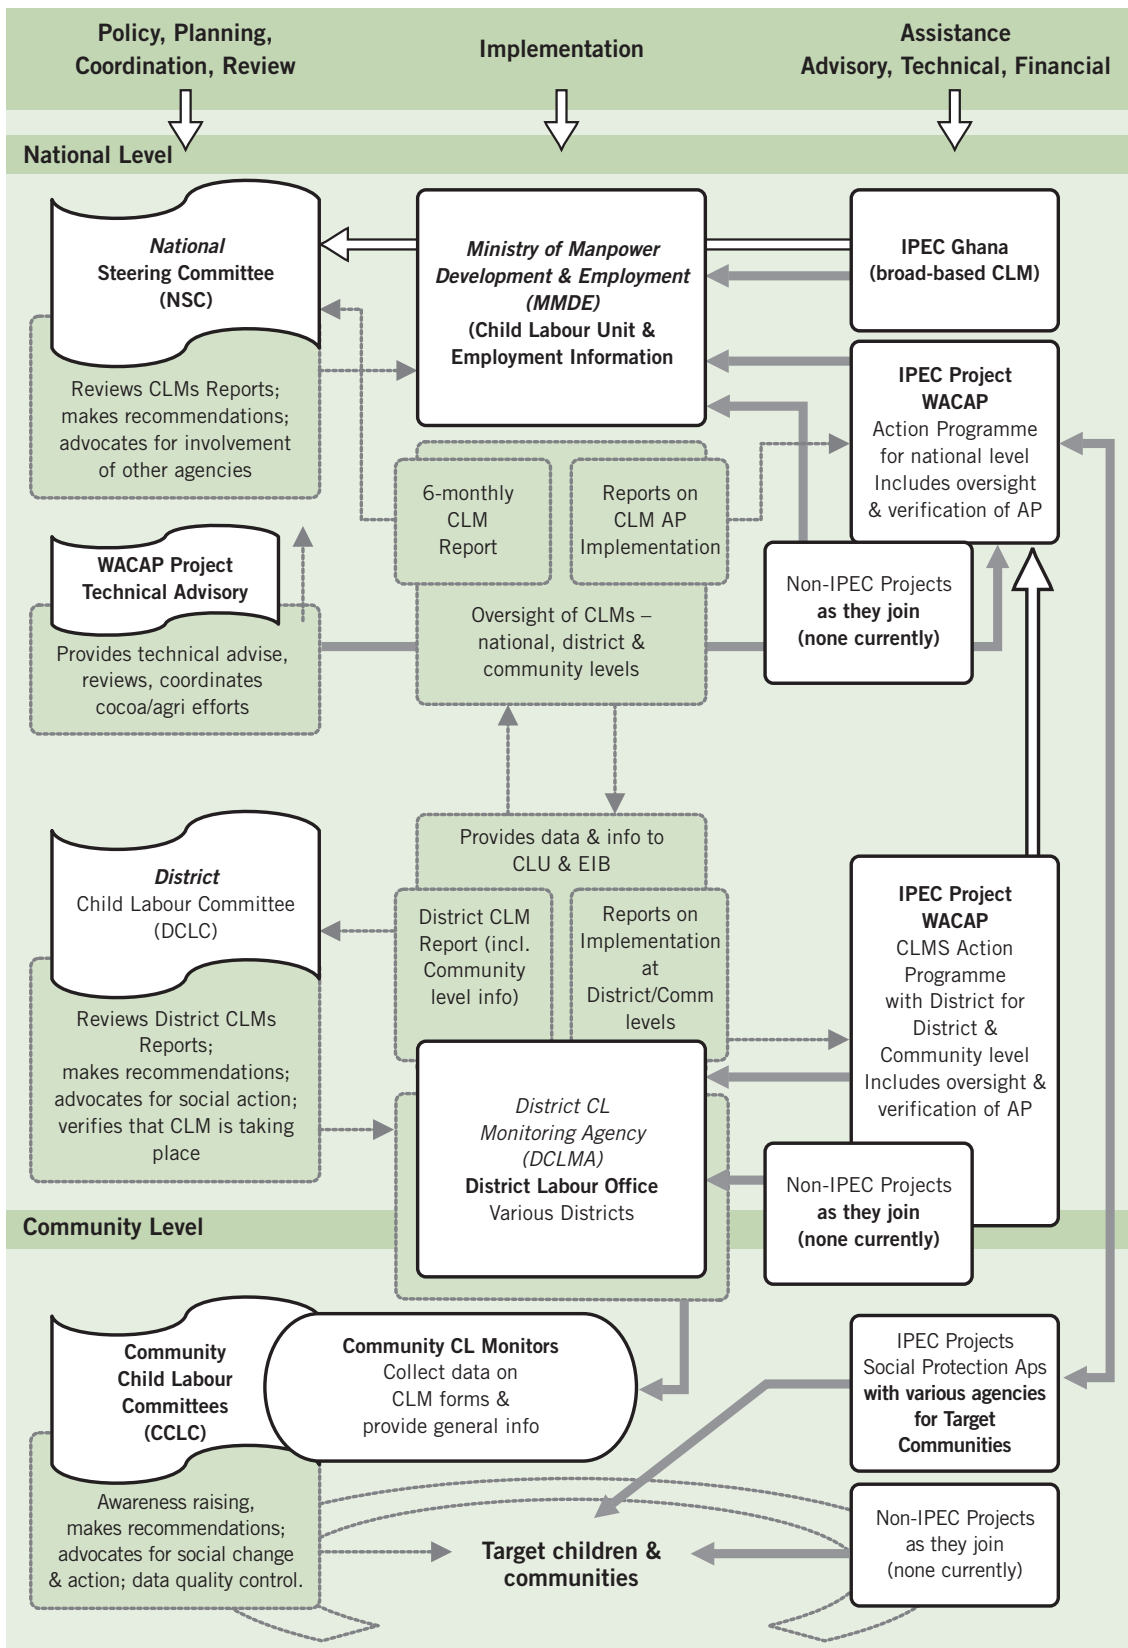 Policy, Planning,
Coordination, Review
Implementation
Assistance
Advisory, Technical, Financial
National Level
National
Steering Committee
(NSC)
Reviews CLMs Reports;
makes recommendations;
advocates for involvement
of other agencies
Ministry of Manpower
Development & Employment
(MMDE)
(Child Labour Unit &
Employment Information
IPEC Ghana
(broad-based CLM)
IPEC Project
WACAP
Action Programme
for national level
Includes oversight
& verification of AP
6-monthly
CLM
Report
Reports on
CLM AP
Implementation
Oversight of CLMs –
national, district &
community levels
WACAP Project
Technical Advisory
Provides technical advise,
reviews, coordinates
cocoa/agri efforts
Non-IPEC Projects
as they join
(none currently)
District
Child Labour Committee
(DCLC)
Reviews District CLMs
Reports;
makes recommendations;
advocates for social action;
verifies that CLM is taking
place
Provides data & info to
CLU & EIB
District CLM
Report (incl.
Community
level info)
Reports on
Implementation
at
District/Comm
levels
IPEC Project
WACAP
CLMS Action
Programme
with District for
District &
Community level
Includes oversight &
verification of AP
District CL
Monitoring Agency
(DCLMA)
District Labour Office
Various Districts
Non-IPEC Projects
as they join
(none currently)
Community Level
Community
Child Labour
Committees
(CCLC)
Awareness raising,
makes recommendations;
advocates for social change
& action; data quality control.
Community CL Monitors
Collect data on
CLM forms &
provide general info
IPEC Projects
Social Protection Aps
with various agencies
for Target
Communities
Target children &
communities
Non-IPEC Projects
as they join
(none currently)